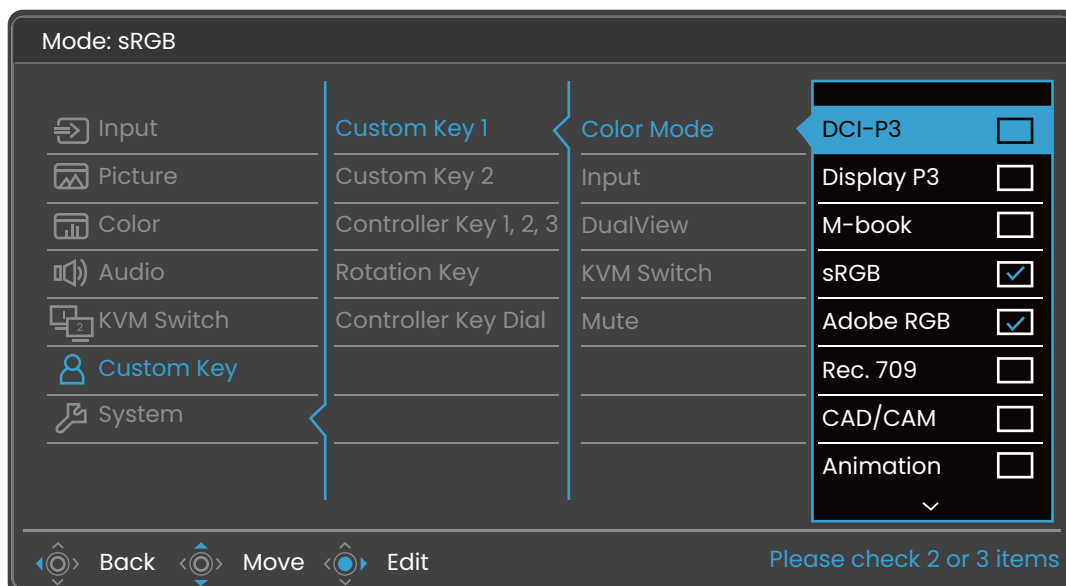 Mode: sRGB
Input
Picture
Color
Audio
1
2
KVM Switch
Custom Key
System
Custom Key 1
Custom Key 2
Controller Key 1, 2, 3
Rotation Key
Controller Key Dial
Color Mode
Input
DualView
KVM Switch
Mute
DCI-P3
Display P3
M-book
sRGB
Adobe RGB
Rec. 709
CAD/CAM
Animation
Back
Move
Edit
Please check 2 or 3 items